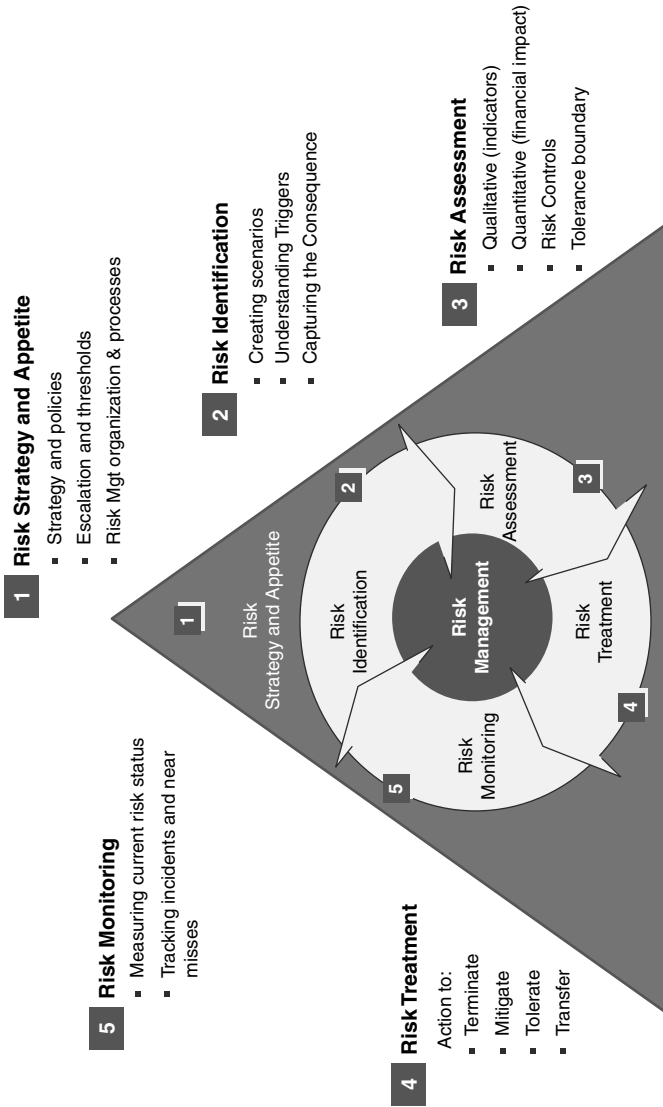 1
Risk Strategy and Appetite
▪ Strategy and policies
▪ Escalation and thresholds
▪ Risk Mgt organization & processes
2
Risk Identification
▪ Creating scenarios
▪ Understanding Triggers
▪ Capturing the Consequence
3
Risk Assessment
▪ Qualitative (indicators)
▪ Quantitative (financial impact)
▪ Risk Controls
▪ Tolerance boundary
4
Risk Treatment
Action to:
▪ Terminate
▪ Mitigate
▪ Tolerate
▪ Transfer
5
Risk Monitoring
▪ Measuring current risk status
▪ Tracking incidents and near
misses
1
Risk
Strategy and Appetite
2
Risk
Identification
Risk
Assessment
3
Risk
Treatment
4
Risk
Monitoring
5
Risk
Management